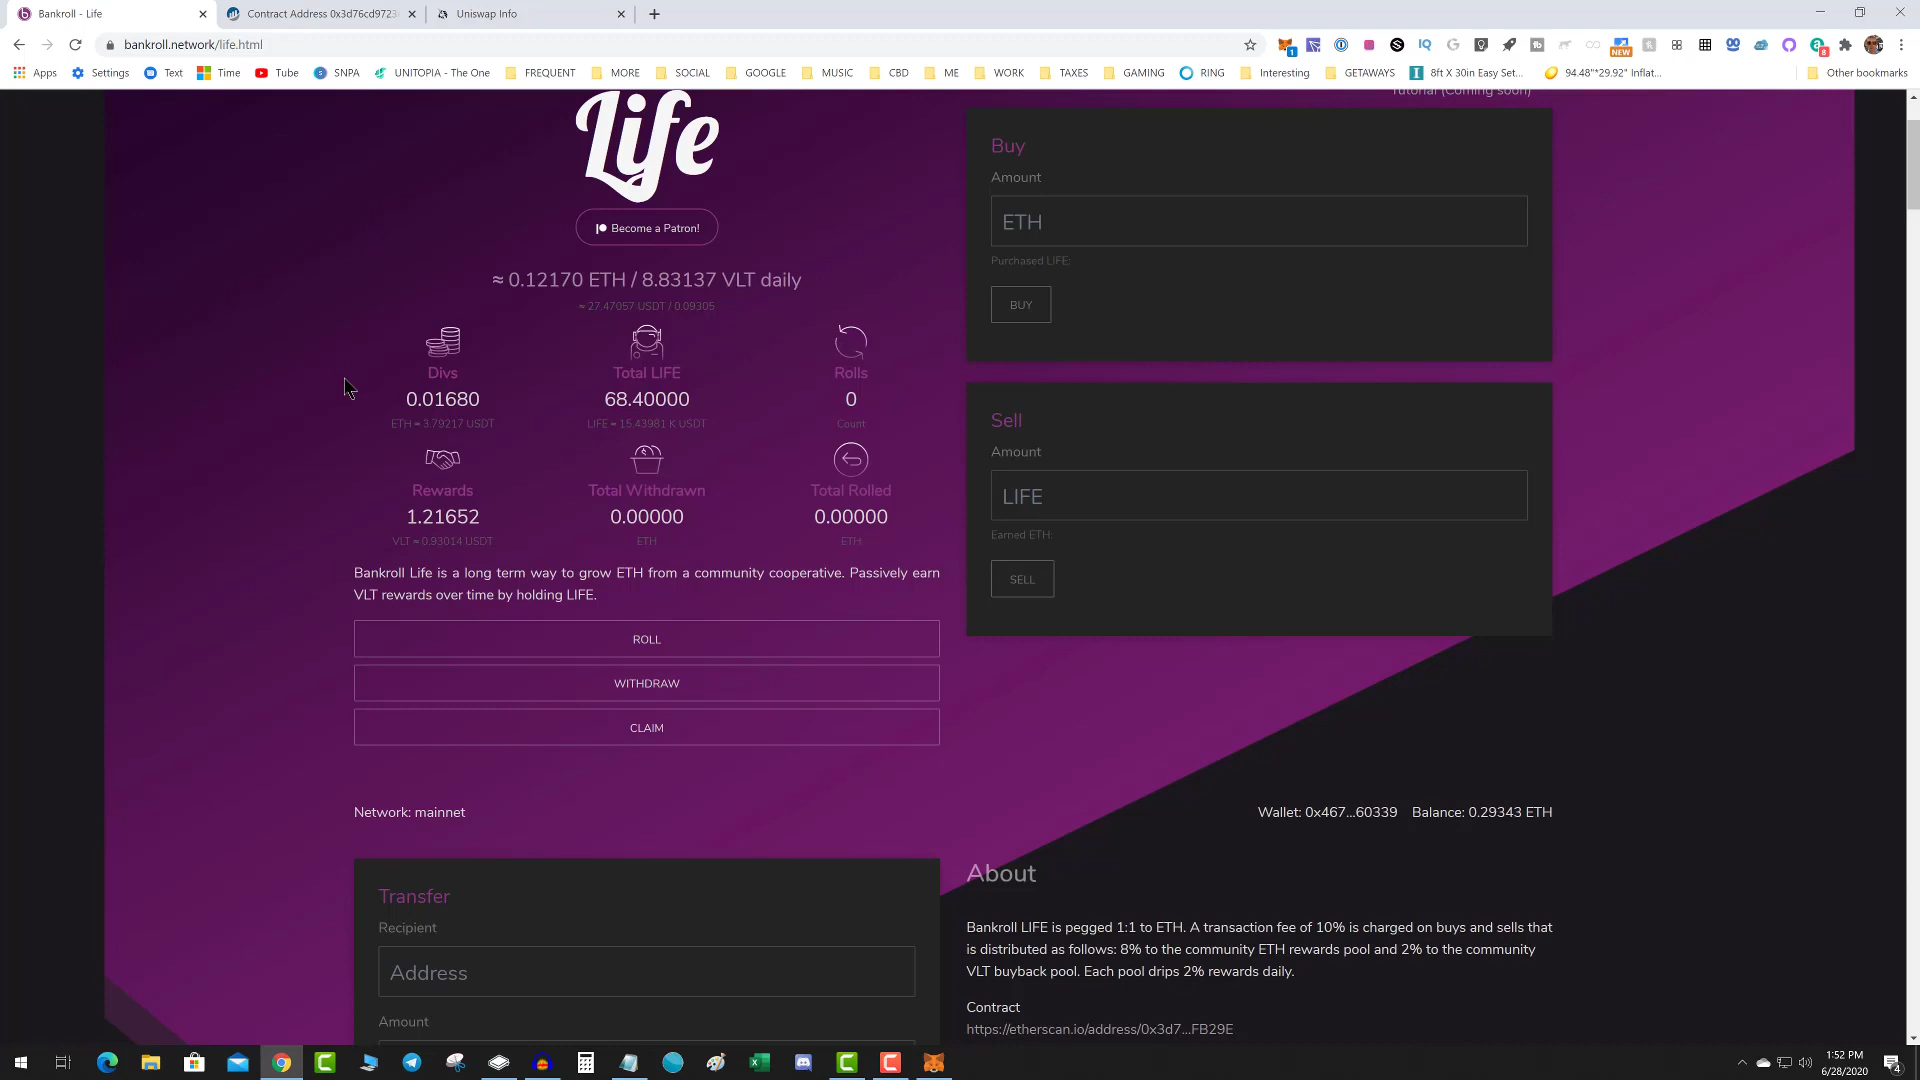 Bankroll - Life
Contract Address 0x3d76cd9723
Uniswap Info
bankroll.network/life.html
Apps
Settings
Text
Time
Tube
SNPA
UNITOPIA - The One
FREQUENT
MORE
SOCIAL
GOOGLE
MUSIC
CBD
ME
WORK
TAXES
GAMING
RING
Interesting
GETAWAYS
8ft X 30in Easy Set...
94.48"*29.92" Inflat...
Other bookmarks
Life
Become a Patron!
≈ 0.12170 ETH / 8.83137 VLT daily
≈ 27.47057 USDT / 0.09305
Divs
0.01680
ETH ≈ 3.79217 USDT
Total LIFE
68.40000
LIFE ≈ 15.43981 K USDT
Rolls
0
Count
Rewards
1.21652
VLT ≈ 0.93014 USDT
Total Withdrawn
0.00000
ETH
Total Rolled
0.00000
ETH
Bankroll Life is a long term way to grow ETH from a community cooperative. Passively earn
VLT rewards over time by holding LIFE.
ROLL
WITHDRAW
CLAIM
Tutorial (Coming soon)
Buy
Amount
ETH
Purchased LIFE:
BUY
Sell
Amount
LIFE
Earned ETH:
SELL
Network: mainnet
Wallet: 0x467...60339 Balance: 0.29343 ETH
Transfer
Recipient
Address
Amount
About
Bankroll LIFE is pegged 1:1 to ETH. A transaction fee of 10% is charged on buys and sells that
is distributed as follows: 8% to the community ETH rewards pool and 2% to the community
VLT buyback pool. Each pool drips 2% rewards daily.
Contract
https://etherscan.io/address/0x3d7...FB29E
1:52 PM
6/28/2020